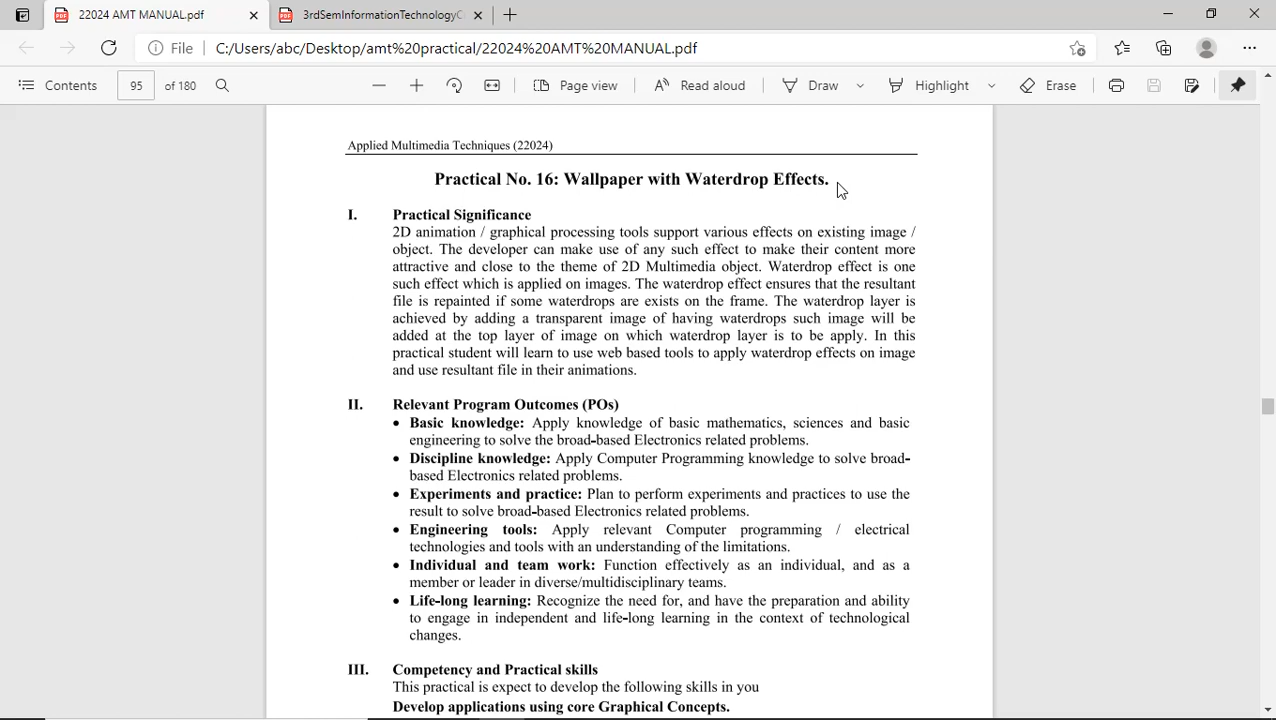 22024 AMT MANUAL.pdf
3rdSemInformationTechnologyC
File
C:/Users/abc/Desktop/amt%20practical/22024%20AMT%20MANUAL.pdf
Contents
95
of 180
Page view
Read aloud
Draw
Highlight
Erase
Applied Multimedia Techniques (22024)
Practical No. 16: Wallpaper with Waterdrop Effects.
I. Practical Significance
2D animation / graphical processing tools support various effects on existing image /
object. The developer can make use of any such effect to make their content more
attractive and close to the theme of 2D Multimedia object. Waterdrop effect is one
such effect which is applied on images. The waterdrop effect ensures that the resultant
file is repainted if some waterdrops are exists on the frame. The waterdrop layer is
achieved by adding a transparent image of having waterdrops such image will be
added at the top layer of image on which waterdrop layer is to be apply. In this
practical student will learn to use web based tools to apply waterdrop effects on image
and use resultant file in their animations.
II. Relevant Program Outcomes (POs)
• Basic knowledge: Apply knowledge of basic mathematics, sciences and basic
engineering to solve the broad-based Electronics related problems.
• Discipline knowledge: Apply Computer Programming knowledge to solve broad-
based Electronics related problems.
• Experiments and practice: Plan to perform experiments and practices to use the
result to solve broad-based Electronics related problems.
• Engineering tools: Apply relevant Computer programming / electrical
technologies and tools with an understanding of the limitations.
• Individual and team work: Function effectively as an individual, and as a
member or leader in diverse/multidisciplinary teams.
• Life-long learning: Recognize the need for, and have the preparation and ability
to engage in independent and life-long learning in the context of technological
changes.
III. Competency and Practical skills
This practical is expect to develop the following skills in you
Develop applications using core Graphical Concepts.